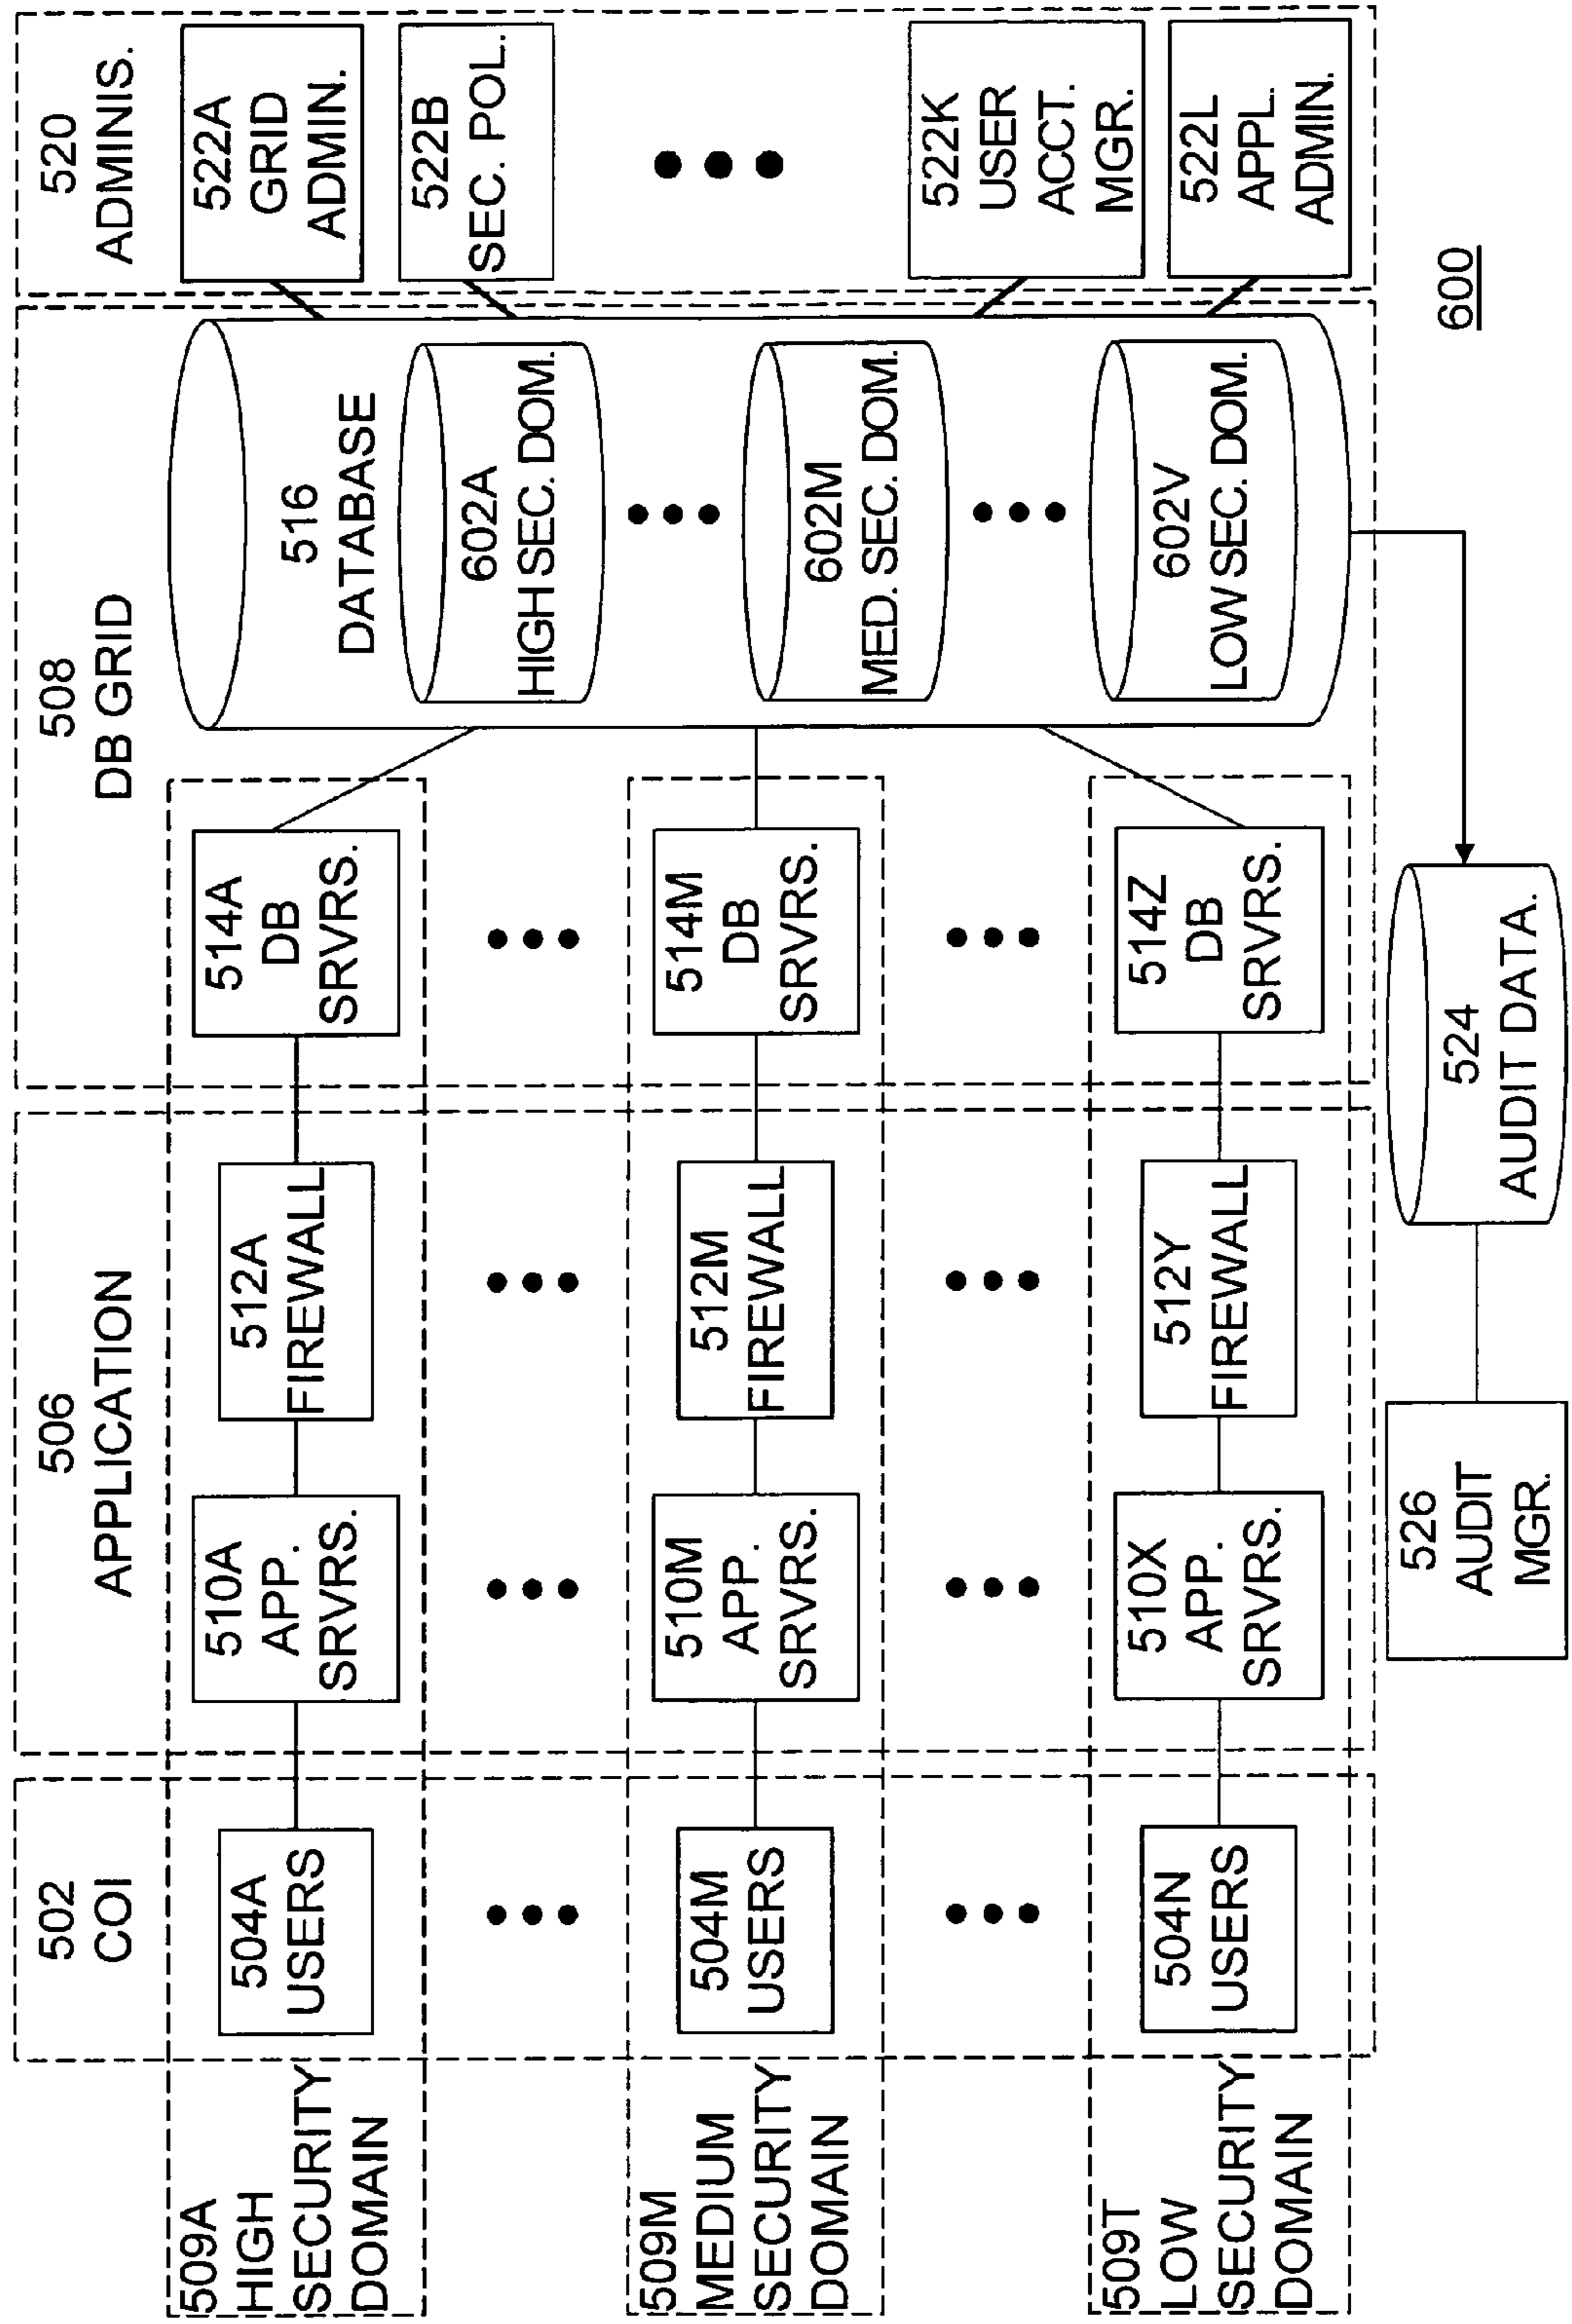 502
COI
506
APPLICATION
508
DB GRID
520
ADMINIS.
509A
HIGH
SECURITY
DOMAIN
504A
USERS
510A
APP.
SRVRS.
512A
FIREWALL
514A
DB
SRVRS.
516
DATABASE
602A
HIGH SEC. DOM.
522A
GRID
ADMIN.
522B
SEC. POL.
509M
MEDIUM
SECURITY
DOMAIN
504M
USERS
510M
APP.
SRVRS.
512M
FIREWALL
514M
DB
SRVRS.
602M
MED. SEC. DOM.
522K
USER
ACCT.
MGR.
509T
LOW
SECURITY
DOMAIN
504N
USERS
510X
APP.
SRVRS.
512Y
FIREWALL
514Z
DB
SRVRS.
602V
LOW SEC. DOM.
522L
APPL.
ADMIN.
526
AUDIT
MGR.
524
AUDIT DATA.
600